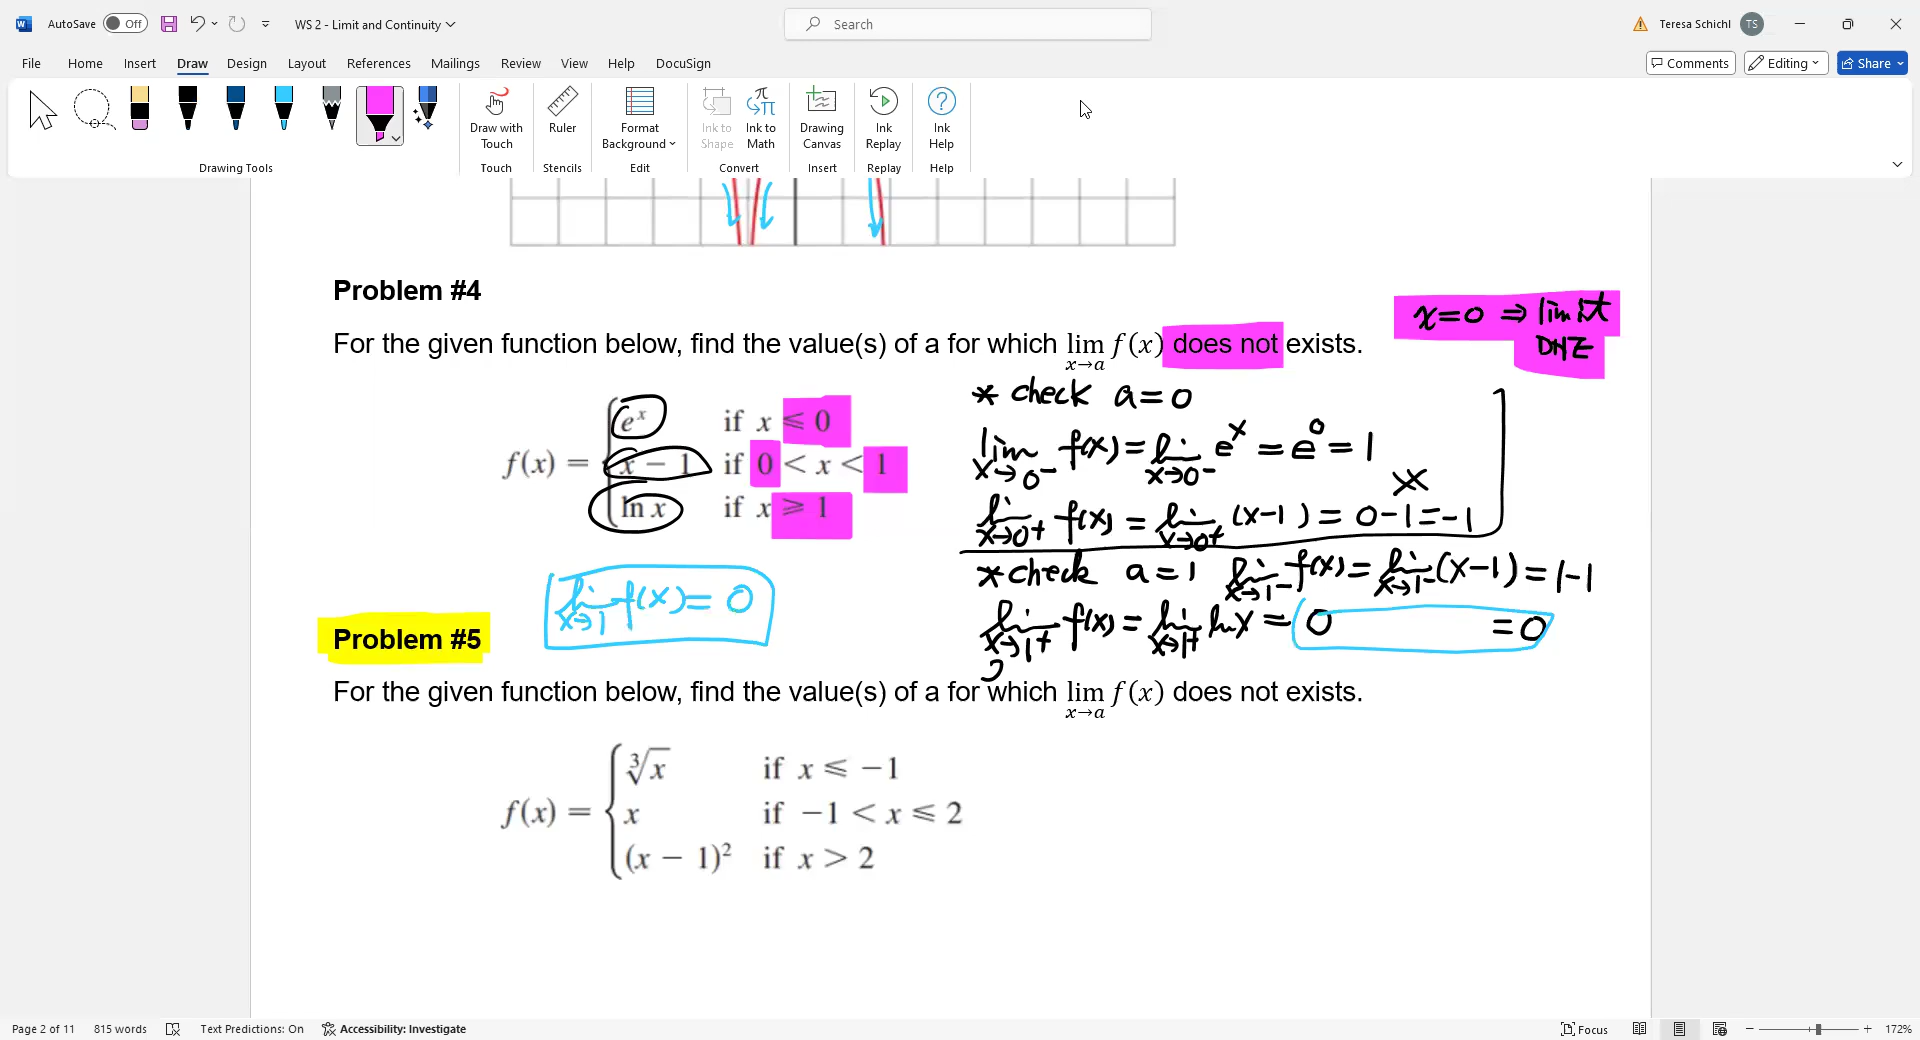 AutoSave Off WS 2 - Limit and Continuity Search Teresa Schichl TS
File Home Insert Draw Design Layout References Mailings Review View Help DocuSign Comments Editing Share
Draw with Touch Ruler Format Background Ink to Shape Ink to Math Drawing Canvas Ink Replay Ink Help
Drawing Tools Touch Stencils Edit Convert Insert Replay Help
Problem #4
x=0 ⇒ limit
DNE
For the given function below, find the value(s) of a for which lim x→a f(x) does not exists.
* check a=0
f(x) = { e^x if x ⩽ 0
x − 1 if 0 < x < 1
ln x if x ⩾ 1
lim x→0⁻ f(x) = lim x→0⁻ e^x = e^0 = 1
lim x→0⁺ f(x) = lim x→0⁺ (x-1) = 0-1=-1
* check a=1 lim x→1⁻ f(x) = lim x→1⁻ (x-1) = 1-1
lim x→1⁺ f(x) = lim x→1⁺ ln x = 0 =0
lim x→1 f(x) = 0
Problem #5
For the given function below, find the value(s) of a for which lim x→a f(x) does not exists.
f(x) = { ∛x if x ⩽ −1
x if −1 < x ⩽ 2
(x − 1)² if x > 2
Page 2 of 11 815 words Text Predictions: On Accessibility: Investigate Focus 172%